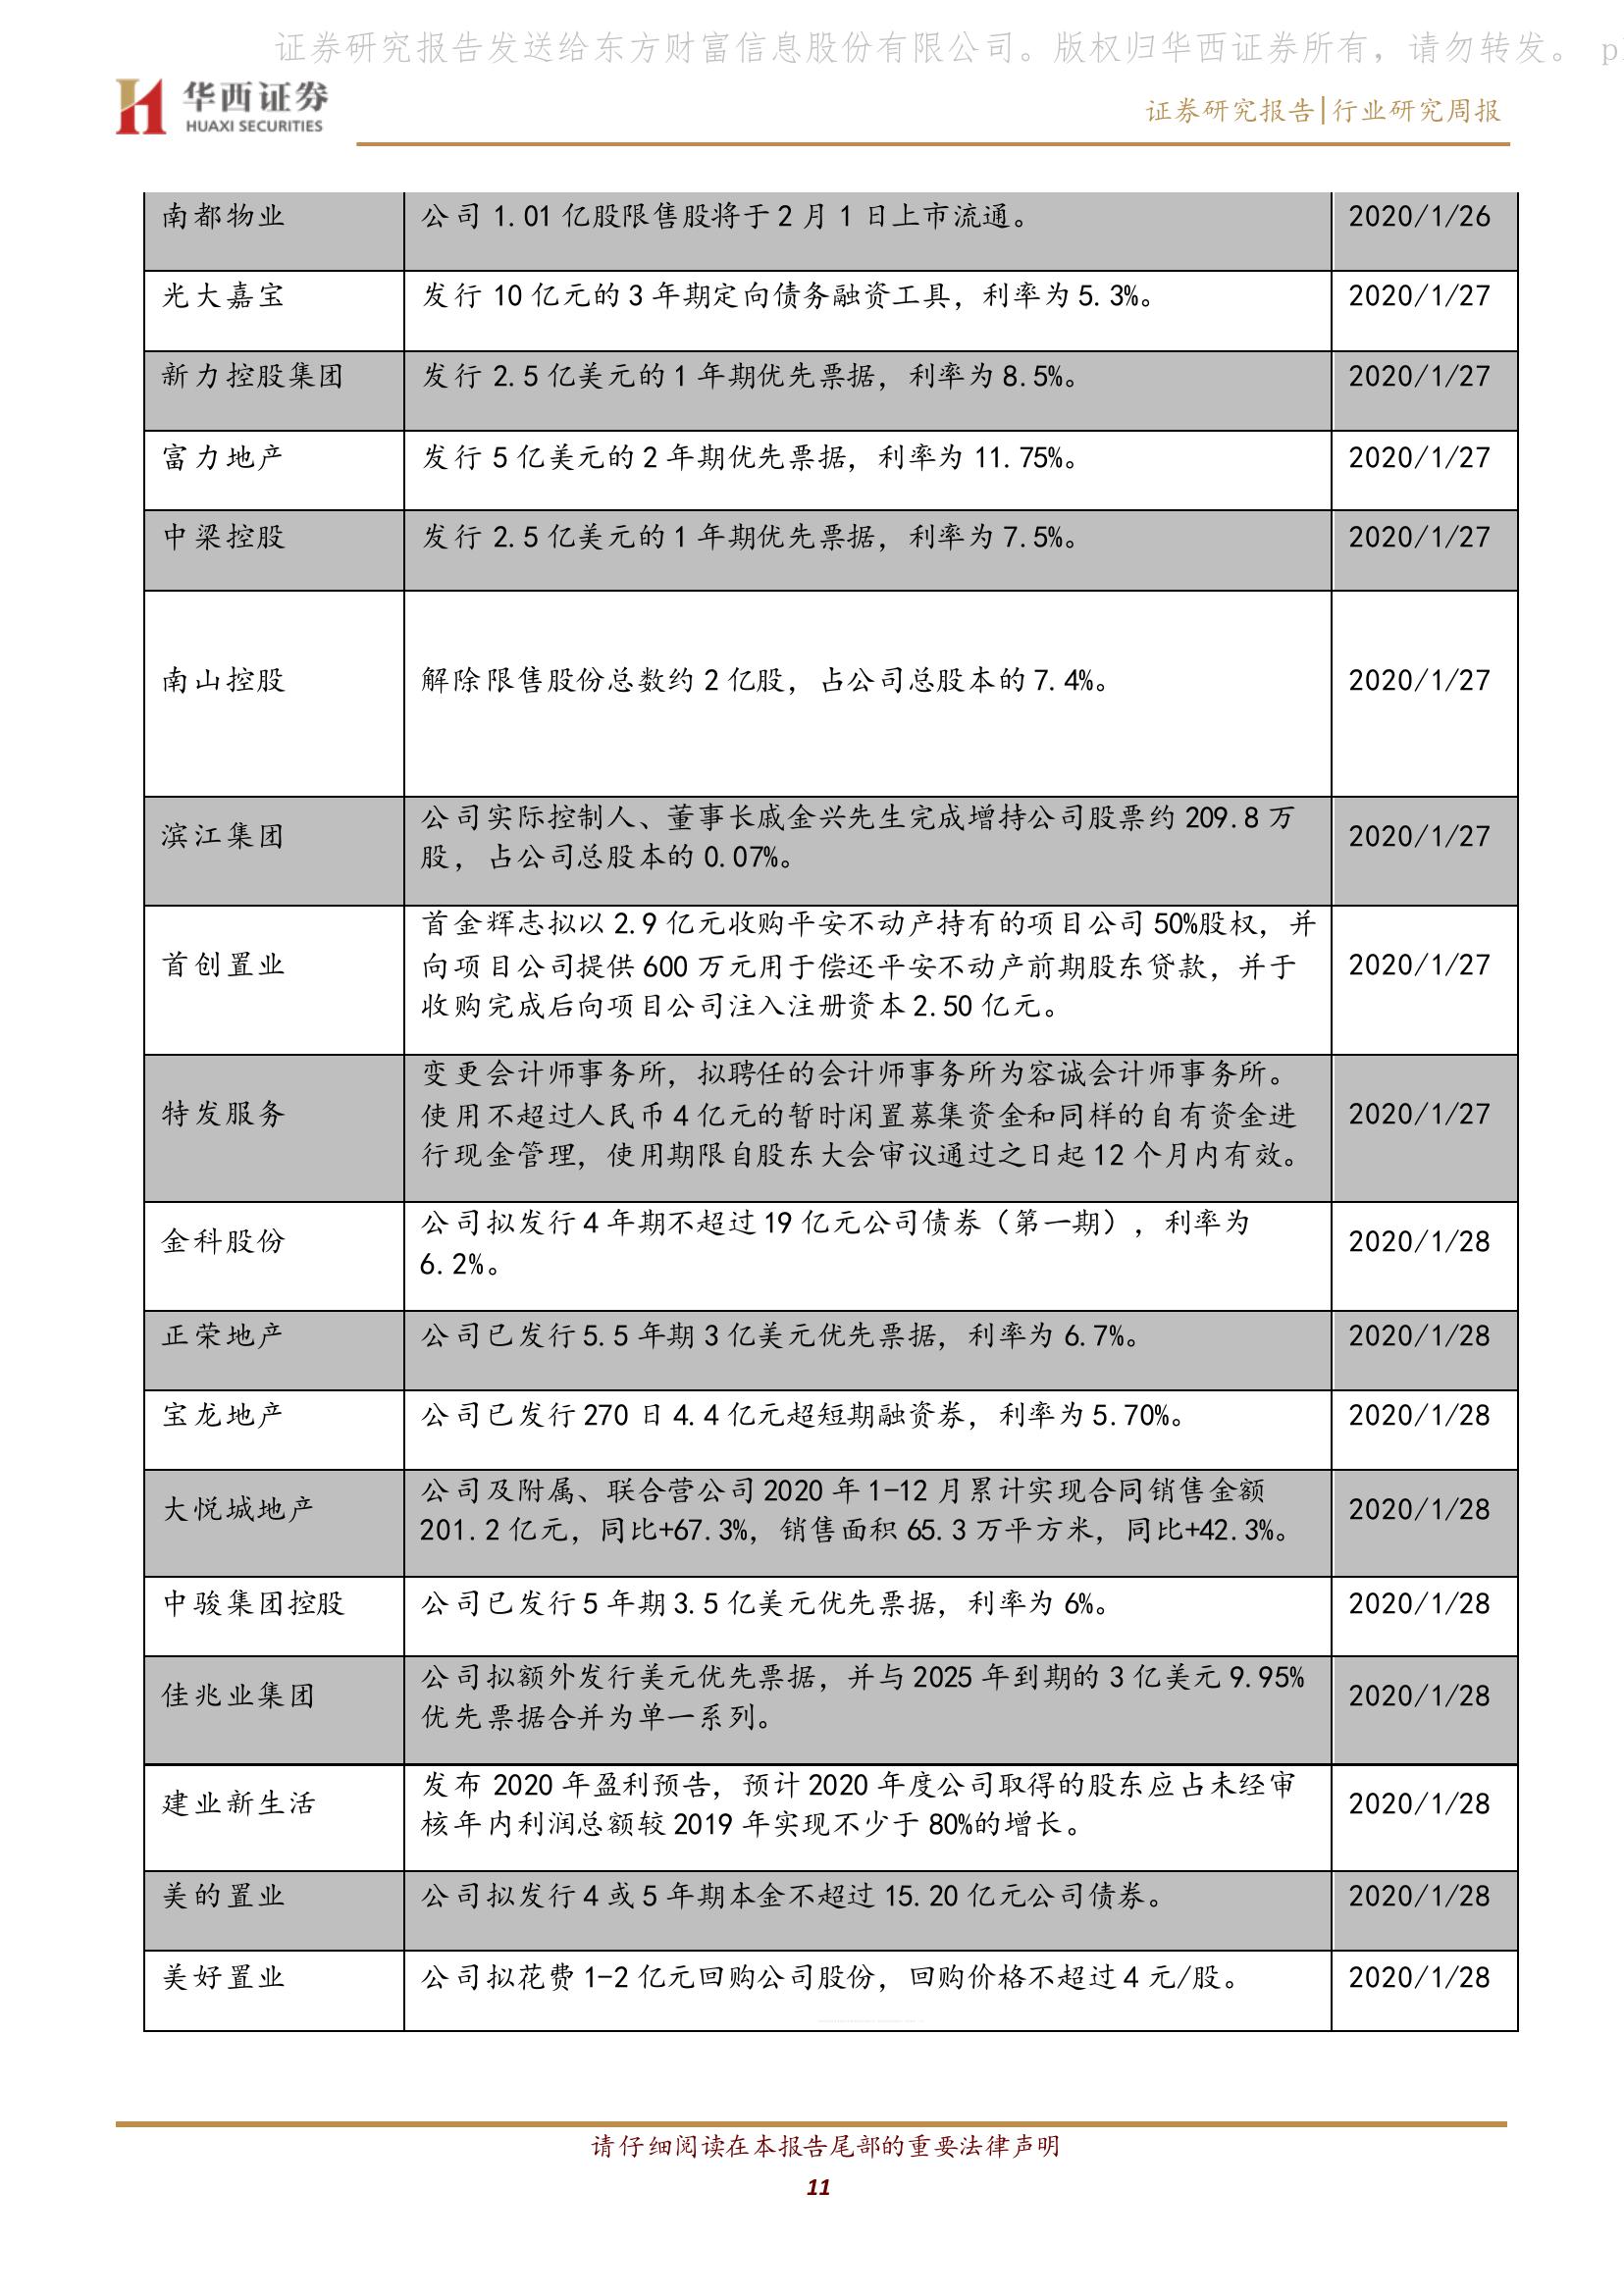 证券研究报告发送给东方财富信息股份有限公司。版权归华西证券所有，请勿转发。 p
华西证券
HUAXI SECURITIES
证券研究报告|行业研究周报
南都物业 公司 1.01 亿股限售股将于 2 月 1 日上市流通。 2020/1/26
光大嘉宝 发行 10 亿元的 3 年期定向债务融资工具，利率为 5.3%。 2020/1/27
新力控股集团 发行 2.5 亿美元的 1 年期优先票据，利率为 8.5%。 2020/1/27
富力地产 发行 5 亿美元的 2 年期优先票据，利率为 11.75%。 2020/1/27
中梁控股 发行 2.5 亿美元的 1 年期优先票据，利率为 7.5%。 2020/1/27
南山控股 解除限售股份总数约 2 亿股，占公司总股本的 7.4%。 2020/1/27
公司实际控制人、董事长戚金兴先生完成增持公司股票约 209.8 万
滨江集团 2020/1/27
股，占公司总股本的 0.07%。
首金辉志拟以 2.9 亿元收购平安不动产持有的项目公司 50%股权，并
首创置业 向项目公司提供 600 万元用于偿还平安不动产前期股东贷款，并于 2020/1/27
收购完成后向项目公司注入注册资本 2.50 亿元。
变更会计师事务所，拟聘任的会计师事务所为容诚会计师事务所。
特发服务 使用不超过人民币 4 亿元的暂时闲置募集资金和同样的自有资金进 2020/1/27
行现金管理，使用期限自股东大会审议通过之日起 12 个月内有效。
公司拟发行 4 年期不超过 19 亿元公司债券（第一期），利率为
金科股份 2020/1/28
6.2%。
正荣地产 公司已发行 5.5 年期 3 亿美元优先票据，利率为 6.7%。 2020/1/28
宝龙地产 公司已发行 270 日 4.4 亿元超短期融资券，利率为 5.70%。 2020/1/28
公司及附属、联合营公司 2020 年 1-12 月累计实现合同销售金额
大悦城地产 2020/1/28
201.2 亿元，同比+67.3%，销售面积 65.3 万平方米，同比+42.3%。
中骏集团控股 公司已发行 5 年期 3.5 亿美元优先票据，利率为 6%。 2020/1/28
公司拟额外发行美元优先票据，并与 2025 年到期的 3 亿美元 9.95%
佳兆业集团 2020/1/28
优先票据合并为单一系列。
发布 2020 年盈利预告，预计 2020 年度公司取得的股东应占未经审
建业新生活 2020/1/28
核年内利润总额较 2019 年实现不少于 80%的增长。
美的置业 公司拟发行 4 或 5 年期本金不超过 15.20 亿元公司债券。 2020/1/28
美好置业 公司拟花费 1-2 亿元回购公司股份，回购价格不超过 4 元/股。 2020/1/28
请仔细阅读在本报告尾部的重要法律声明
11